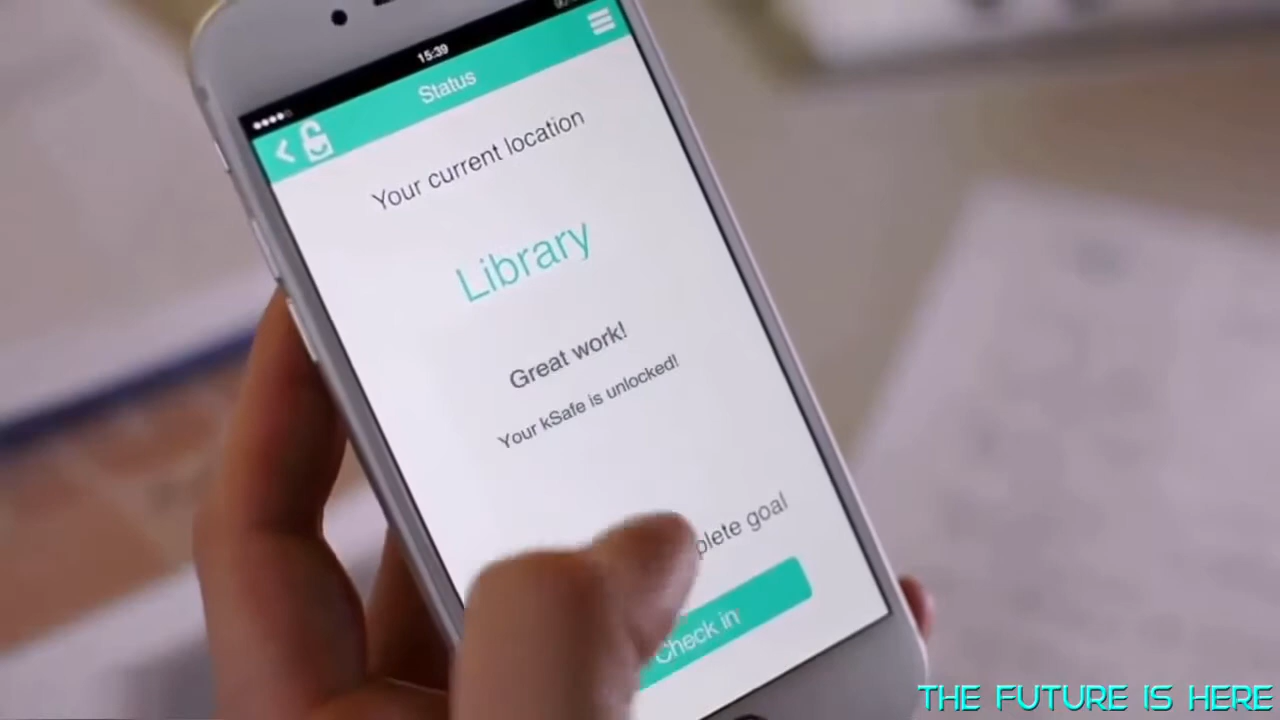 15:39
Status
Your current location
Library
Great work!
Your kSafe is unlocked!
plete goal
Check in
THE FUTURE IS HERE